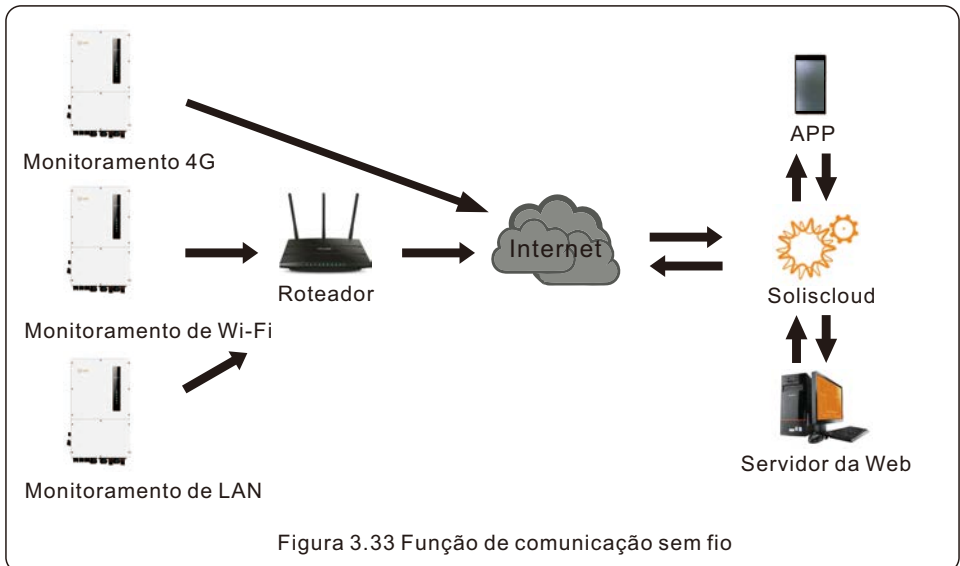 Monitoramento 4G
APP
Internet
Roteador
Soliscloud
Monitoramento de Wi-Fi
Servidor da Web
Monitoramento de LAN
Figura 3.33 Função de comunicação sem fio